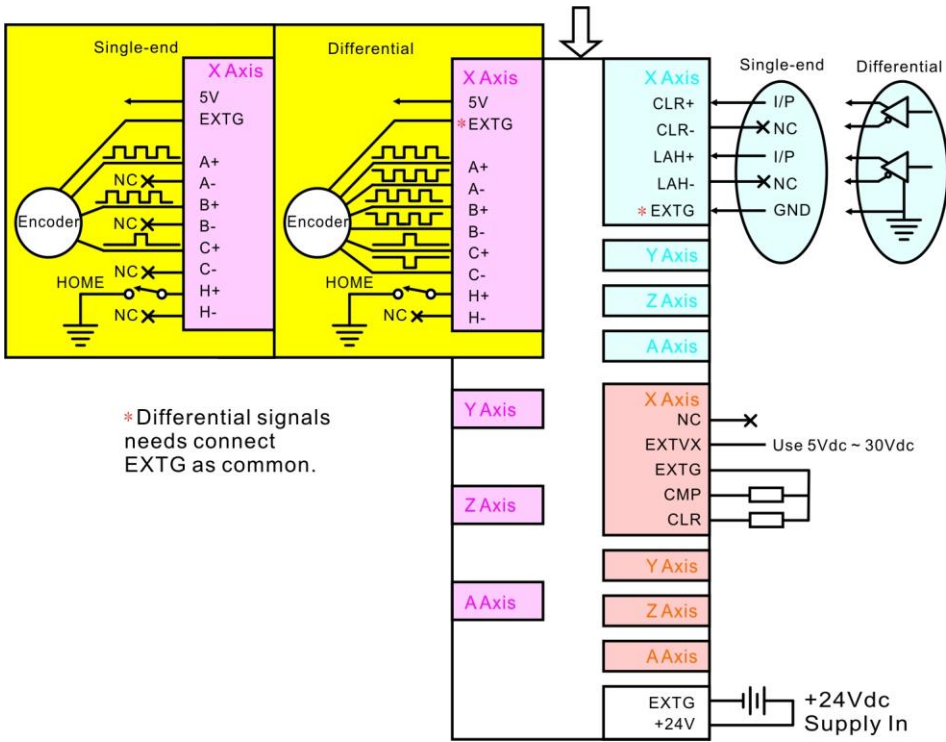 Single-end
X Axis
5V
EXTG
A+
NC
A-
B+
Encoder
NC
B-
C+
NC
C-
HOME
H+
NC
H-
Differential
X Axis
5V
*EXTG
A+
A-
B+
Encoder
B-
C+
C-
HOME
H+
NC
H-
*Differential signals
needs connect
EXTG as common.
Y Axis
Z Axis
A Axis
Single-end
Differential
X Axis
CLR+
I/P
CLR-
NC
LAH+
I/P
LAH-
NC
*EXTG
GND
Y Axis
Z Axis
A Axis
X Axis
NC
EXTVX
Use 5Vdc ~ 30Vdc
EXTG
CMP
CLR
Y Axis
Z Axis
A Axis
EXTG
+24V
+24Vdc
Supply In